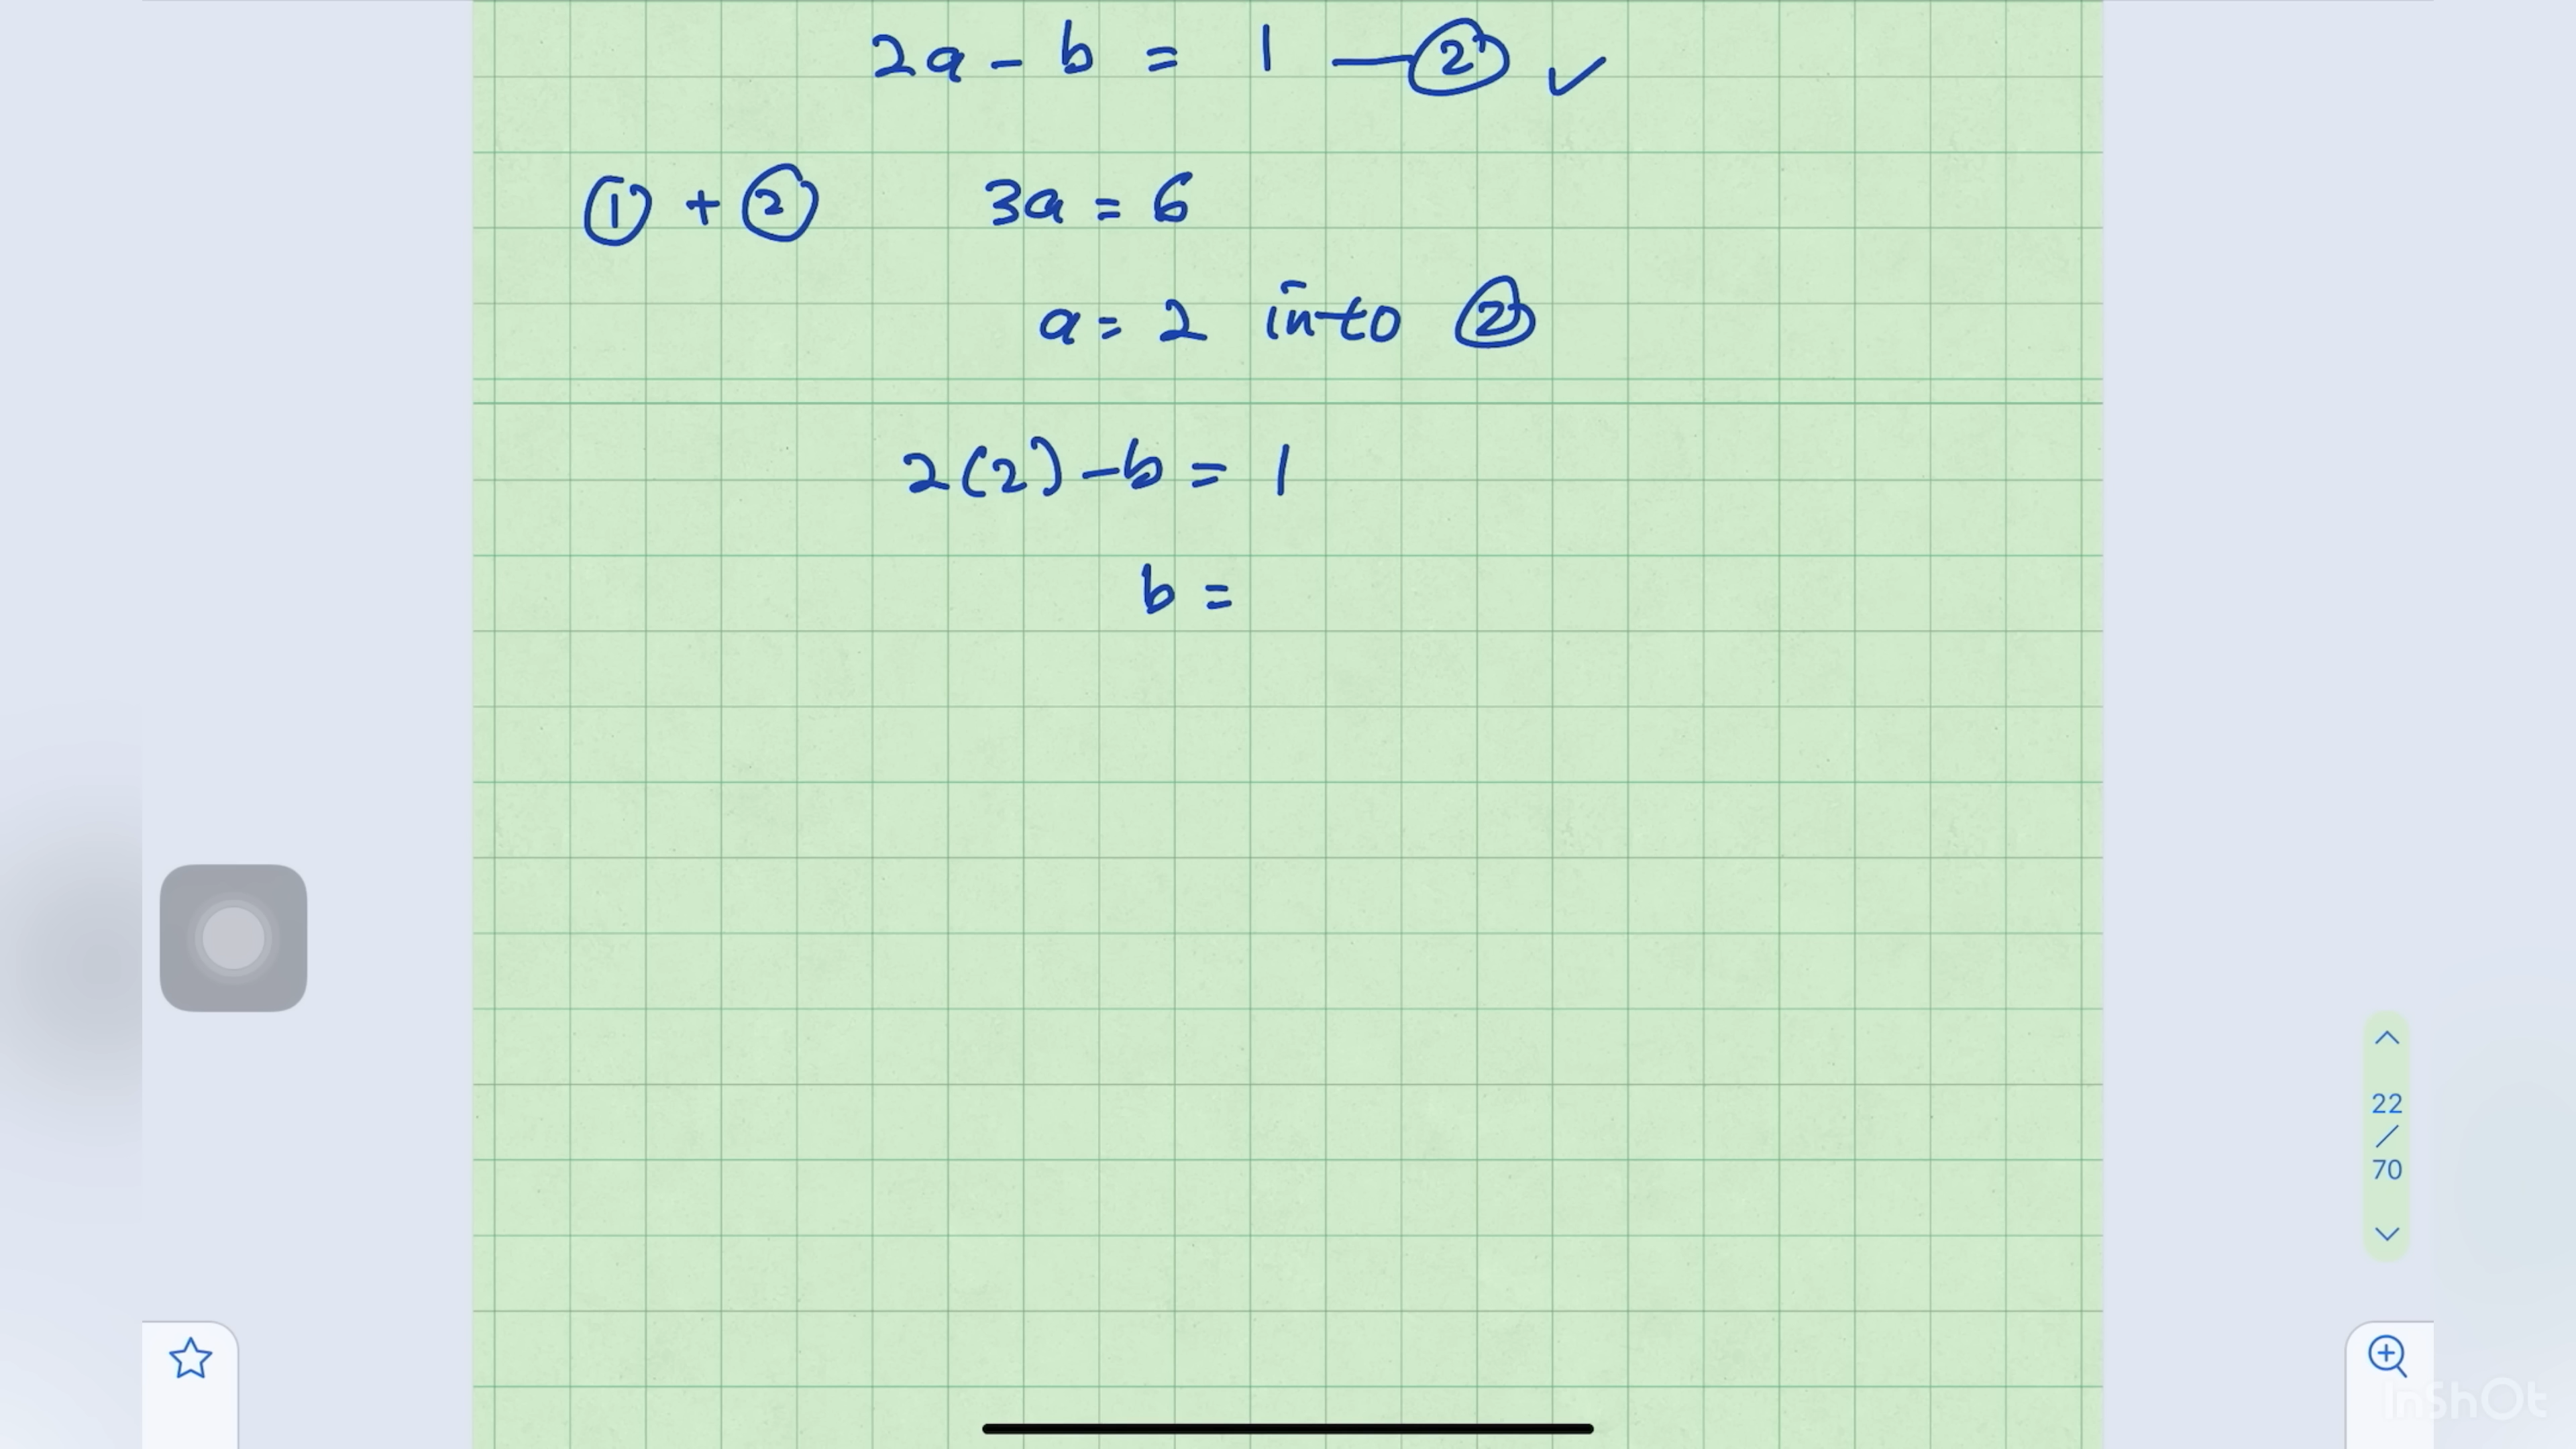 2a - b = 1 — ② ✓
① + ② 3a = 6
a = 2 into ②
2(2) - b = 1
b =
22
/
70
InShOt